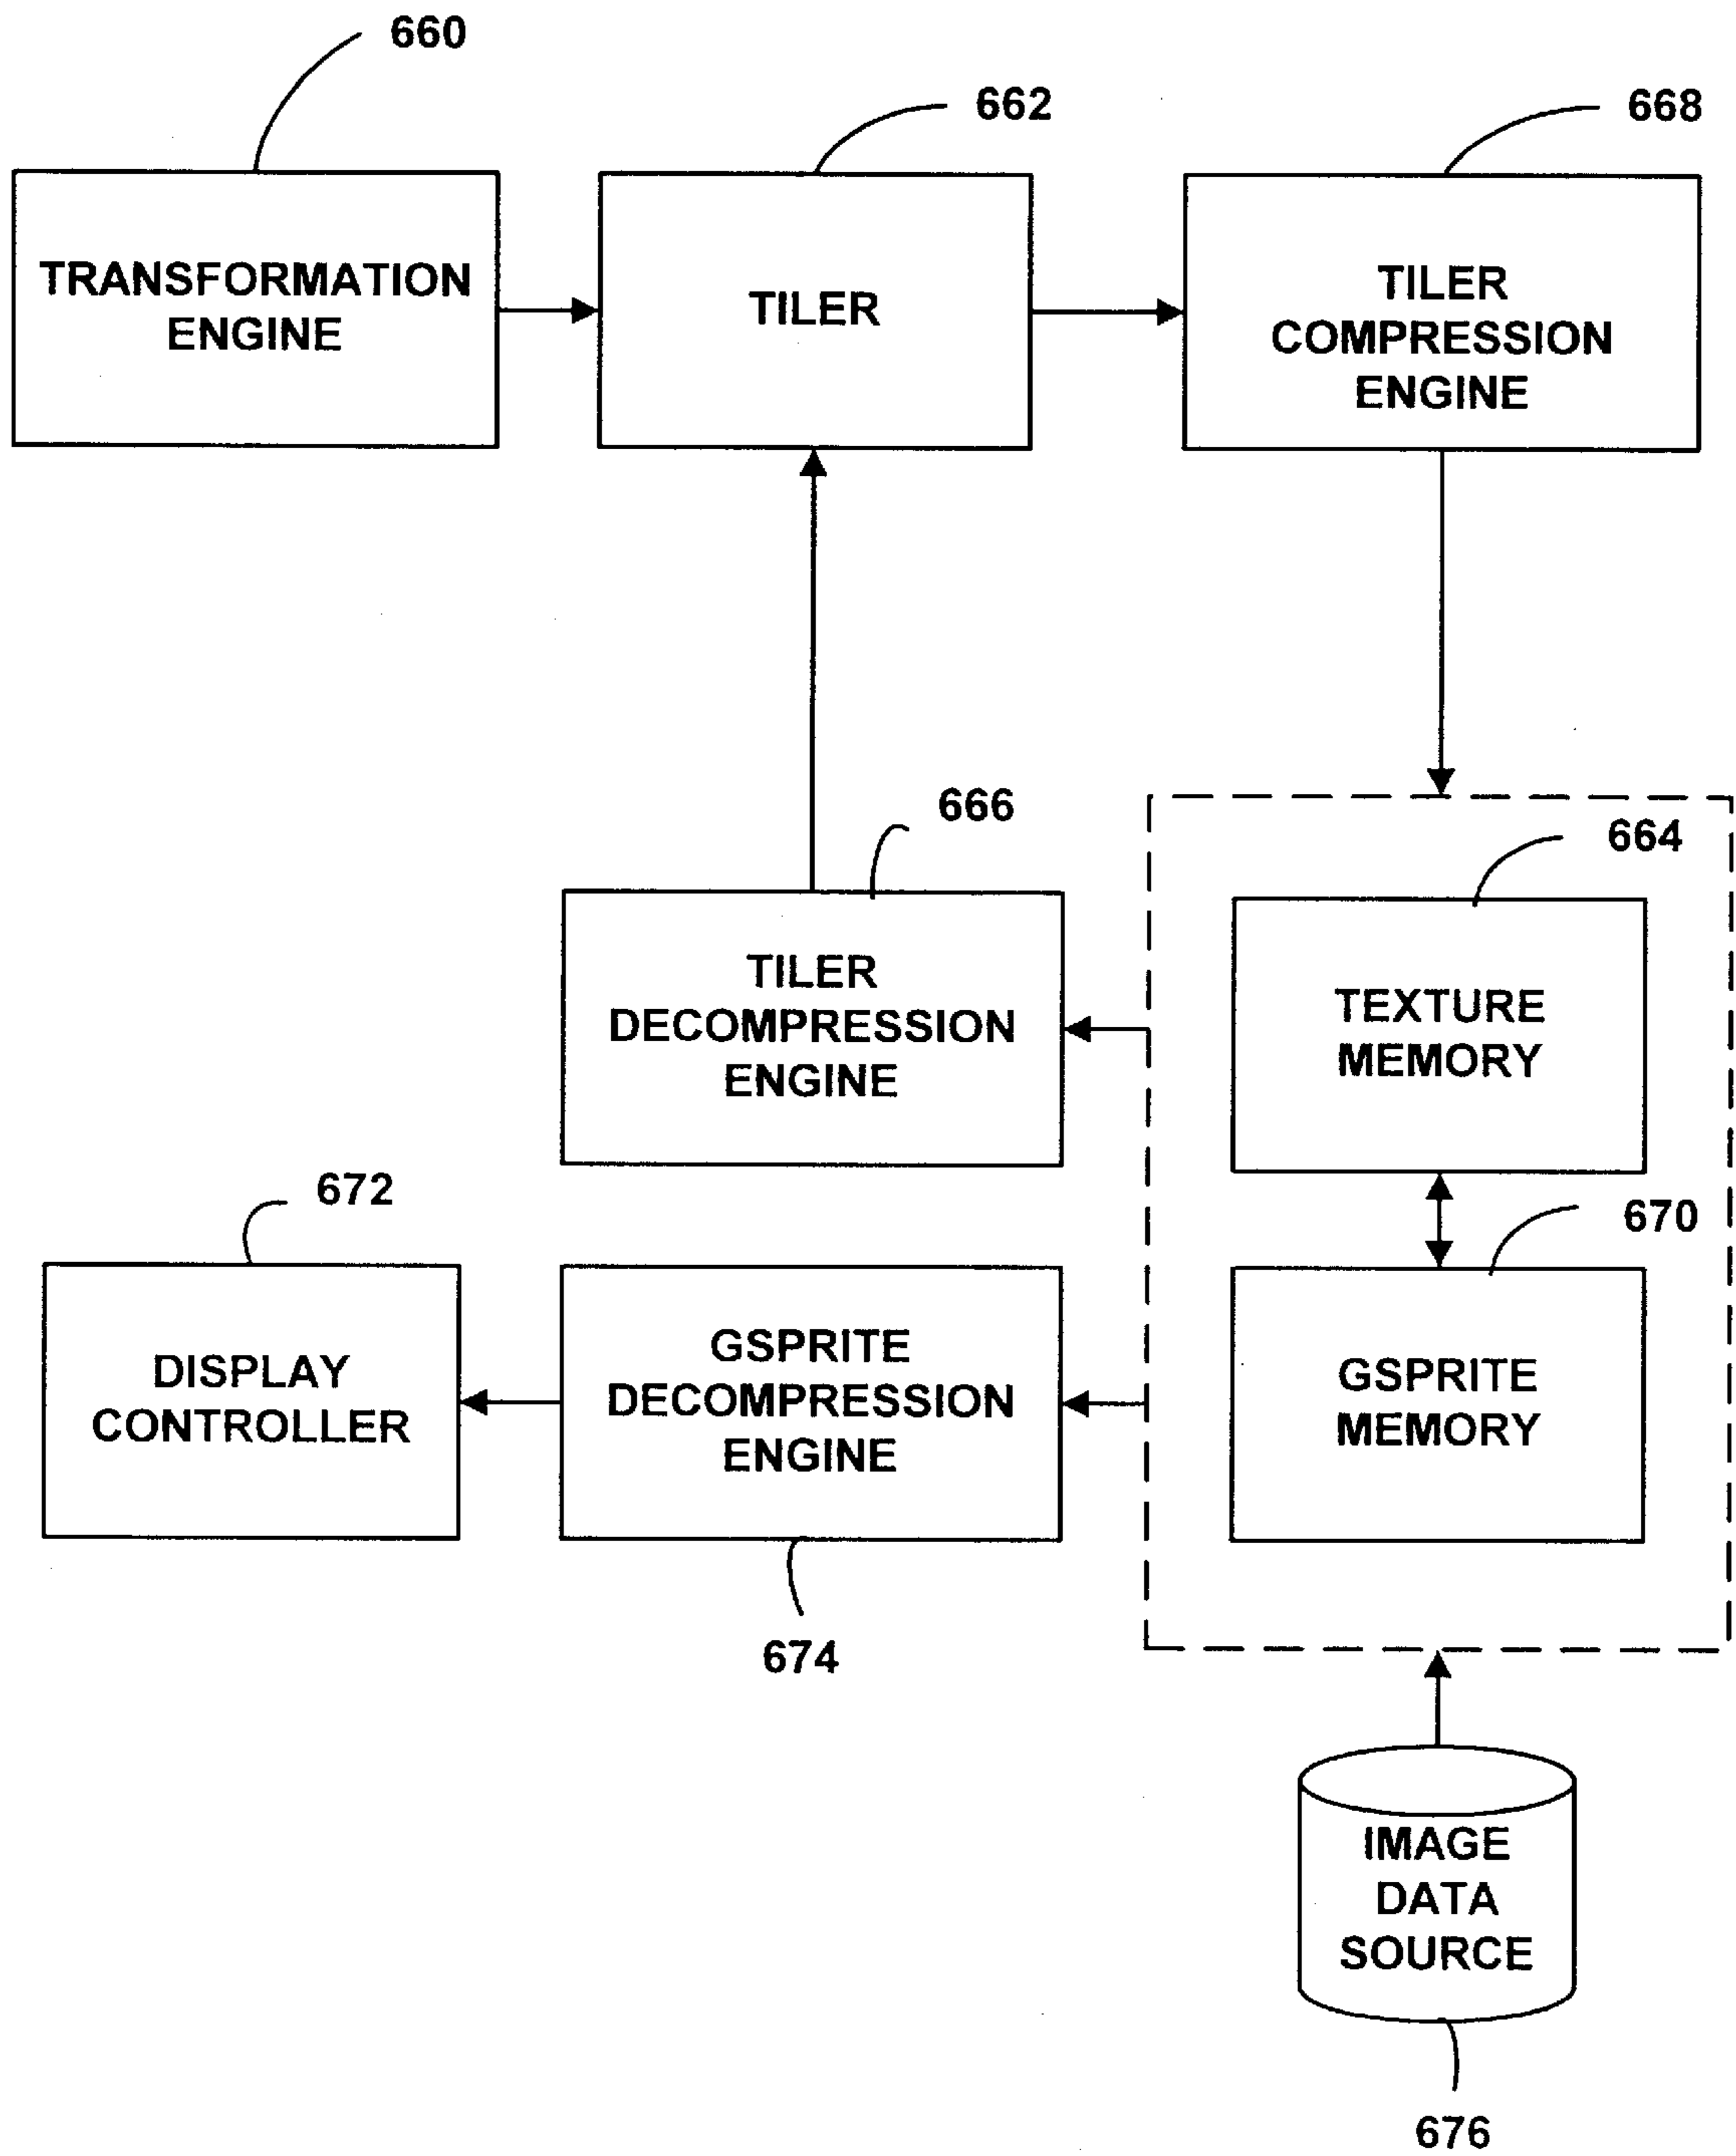 660
662
668
TRANSFORMATION
ENGINE
TILER
TILER
COMPRESSION
ENGINE
666
664
TILER
DECOMPRESSION
ENGINE
TEXTURE
MEMORY
672
670
DISPLAY
CONTROLLER
GSPRITE
DECOMPRESSION
ENGINE
GSPRITE
MEMORY
674
IMAGE
DATA
SOURCE
676